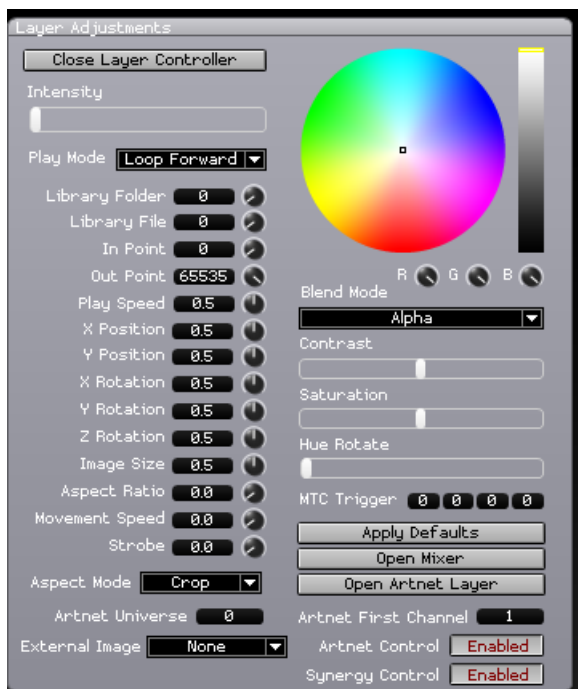 Layer Adjustments
Close Layer Controller
Intensity
Play Mode Loop Forward
Library Folder 0
Library File 0
In Point 0
Out Point 65535
Play Speed 0.5
X Position 0.5
Y Position 0.5
X Rotation 0.5
Y Rotation 0.5
Z Rotation 0.5
Image Size 0.5
Aspect Ratio 0.0
Movement Speed 0.0
Strobe 0.0
Aspect Mode Crop
Artnet Universe 0
External Image None
R G B
Blend Mode
Alpha
Contrast
Saturation
Hue Rotate
MTC Trigger 0 0 0 0
Apply Defaults
Open Mixer
Open Artnet Layer
Artnet First Channel 1
Artnet Control Enabled
Synergy Control Enabled